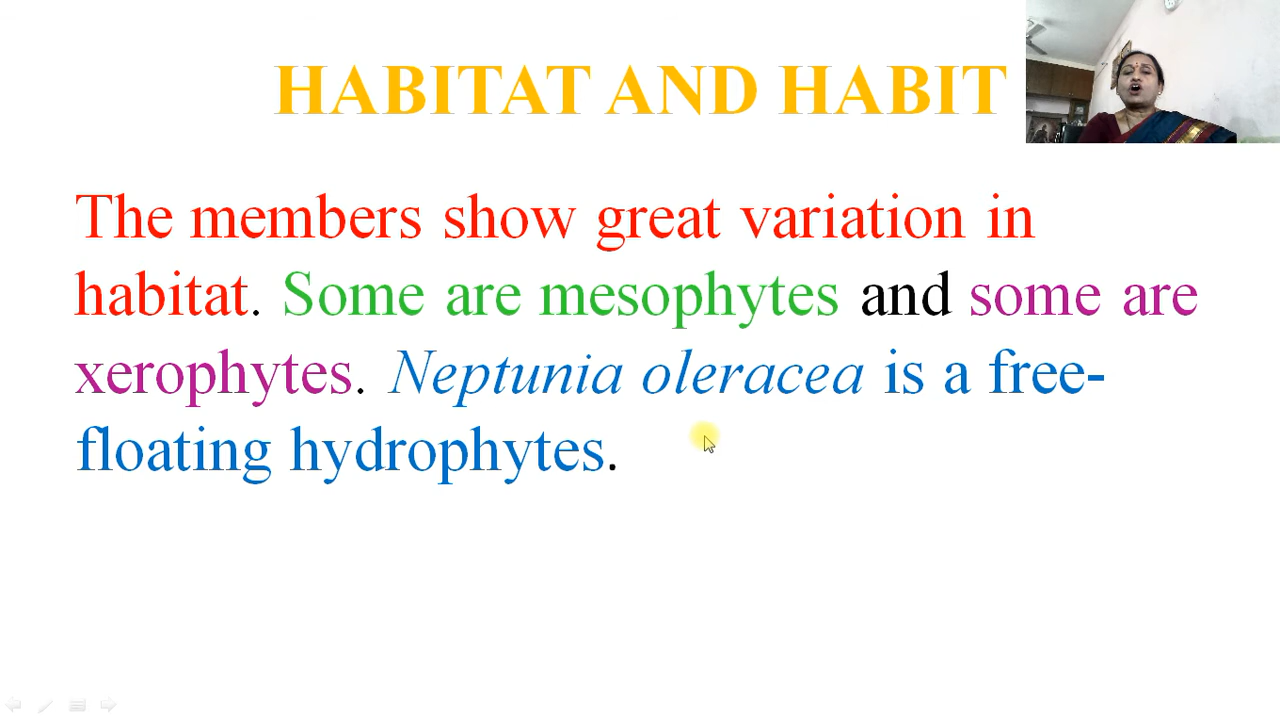 HABITAT AND HABIT
The members show great variation in
habitat. Some are mesophytes and some are
xerophytes. Neptunia oleracea is a free-
floating hydrophytes.